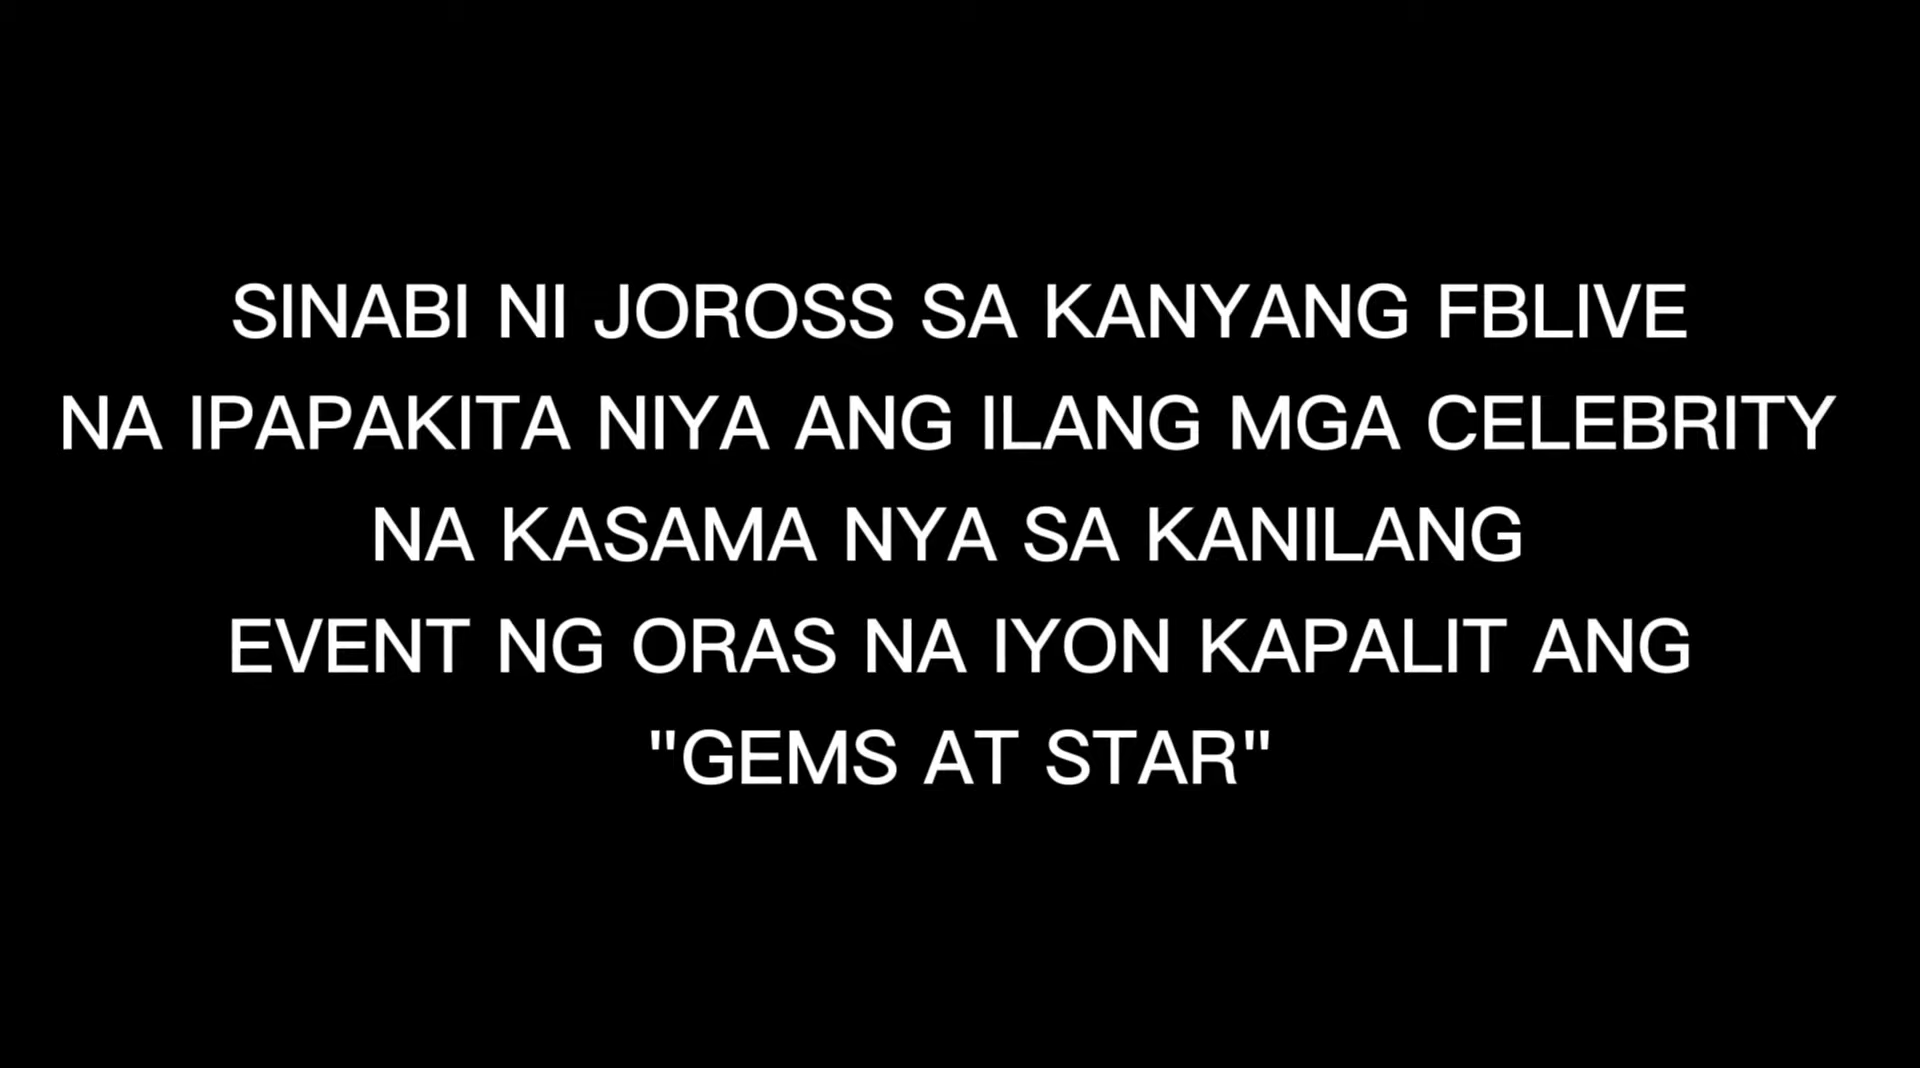 SINABI NI JOROSS SA KANYANG FBLIVE
NA IPAPAKITA NIYA ANG ILANG MGA CELEBRITY
NA KASAMA NYA SA KANILANG
EVENT NG ORAS NA IYON KAPALIT ANG
"GEMS AT STAR"